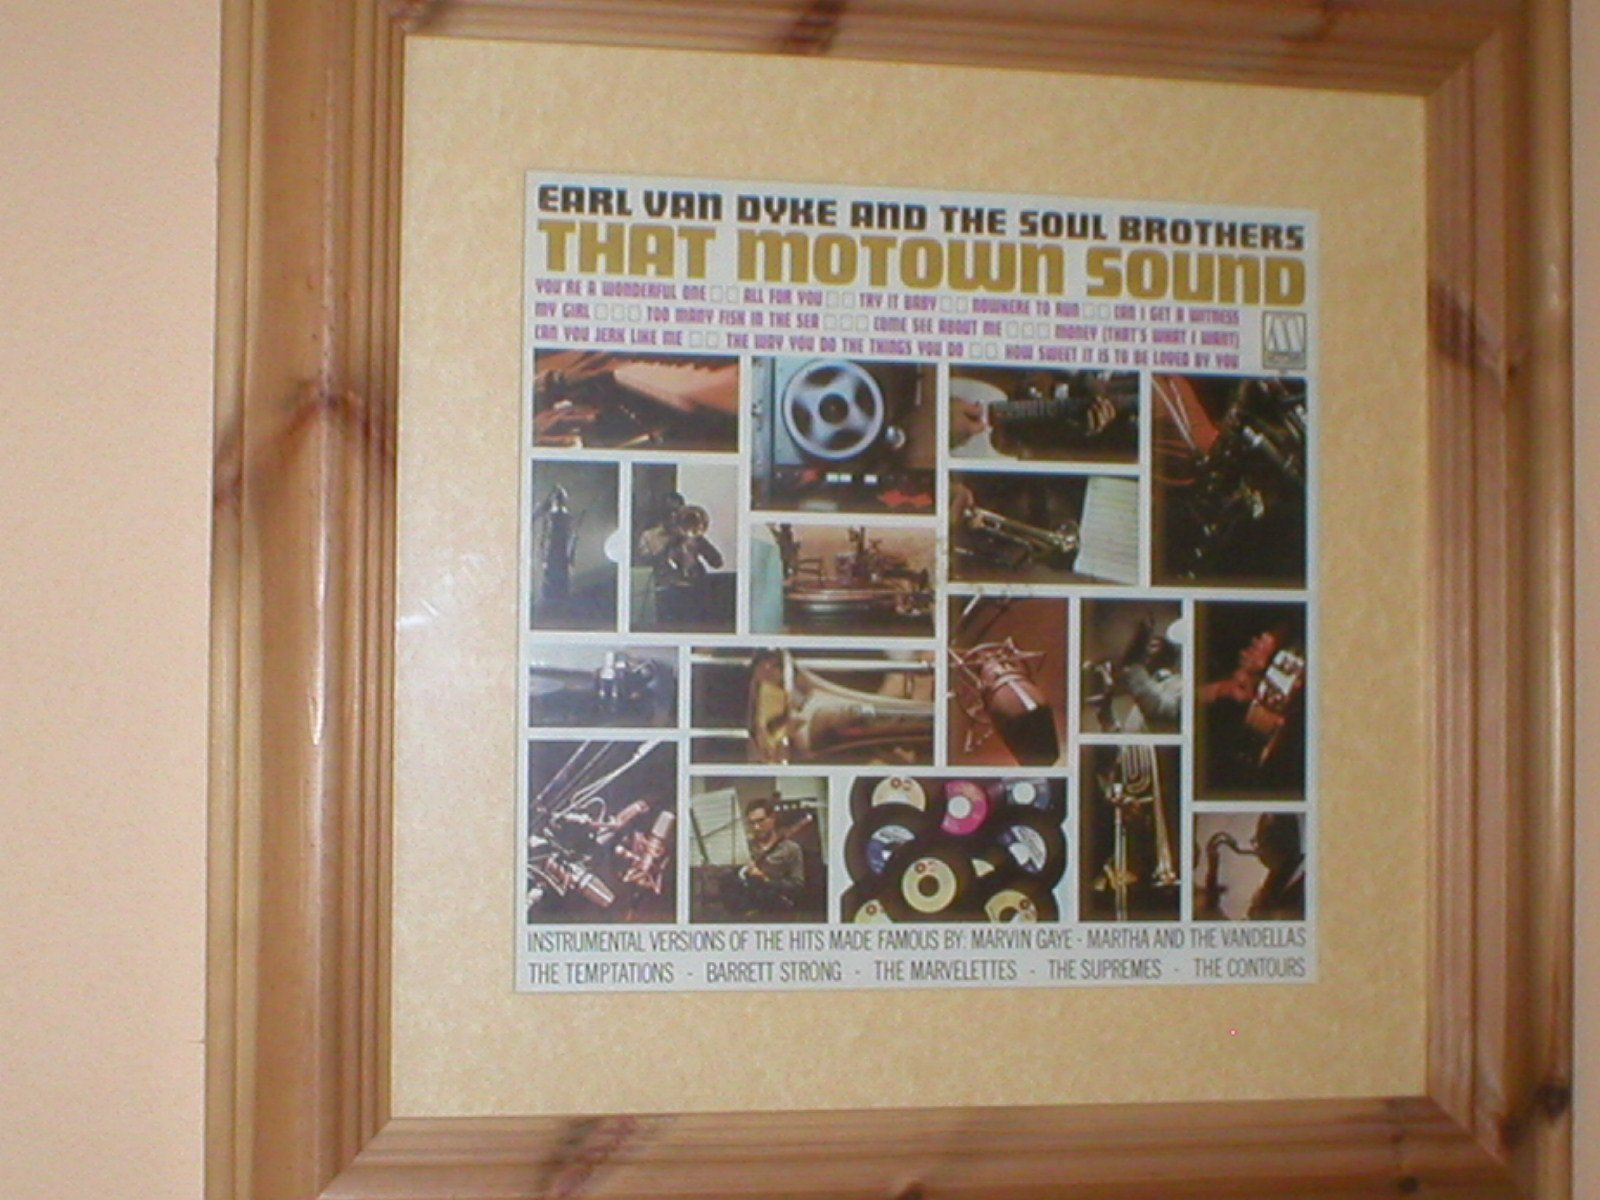 EARL VAN DYKE AND THE SOUL BROTHERS
THAT MOTOWN SOUND
YOU'RE A WONDERFUL ONE □□ ALL FOR YOU □□ TRY IT BABY □□ NOWHERE TO RUN □□ CAN I GET A WITNESS
MY GIRL □□□ TOO MANY FISH IN THE SEA □□□ COME SEE ABOUT ME □□□ MONEY (THAT'S WHAT I WANT)
CAN YOU JERK LIKE ME □□ THE WAY YOU DO THE THINGS YOU DO □□ HOW SWEET IT IS TO BE LOVED BY YOU
INSTRUMENTAL VERSIONS OF THE HITS MADE FAMOUS BY: MARVIN GAYE - MARTHA AND THE VANDELLAS
THE TEMPTATIONS - BARRETT STRONG - THE MARVELETTES - THE SUPREMES - THE CONTOURS